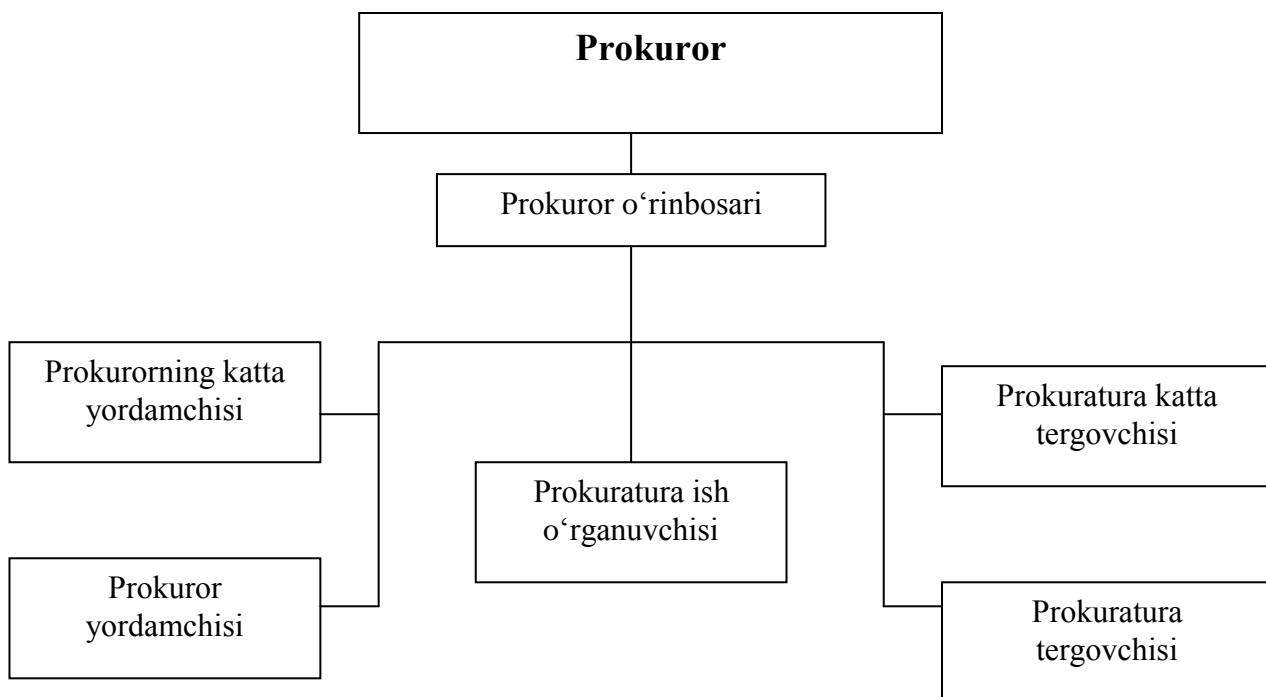 Prokuror
Prokuror o‘rinbosari
Prokurorning katta
yordamchisi
Prokuratura katta
tergovchisi
Prokuratura ish
o‘rganuvchisi
Prokuror
yordamchisi
Prokuratura
tergovchisi